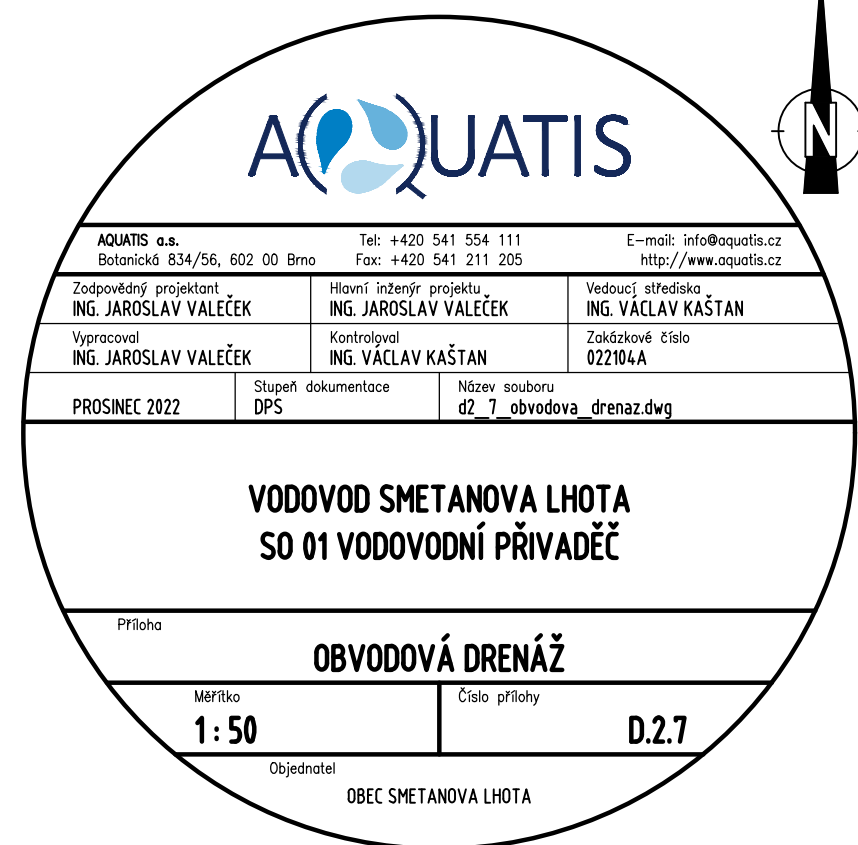 N
AQUATIS
AQUATIS a.s. Tel: +420 541 554 111 E-mail: info@aquatis.cz
Botanická 834/56, 602 00 Brno Fax: +420 541 211 205 http://www.aquatis.cz
Zodpovědný projektant Hlavní inženýr projektu Vedoucí střediska
ING. JAROSLAV VALEČEK ING. JAROSLAV VALEČEK ING. VÁCLAV KAŠTAN
Vypracoval Kontroloval Zakázkové číslo
ING. JAROSLAV VALEČEK ING. VÁCLAV KAŠTAN 022104A
Stupeň dokumentace Název souboru
PROSINEC 2022 DPS d2_7_obvodova_drenaz.dwg
VODOVOD SMETANOVA LHOTA
SO 01 VODOVODNÍ PŘIVADĚČ
Příloha
OBVODOVÁ DRENÁŽ
Měřítko Číslo přílohy
1 : 50 D.2.7
Objednatel
OBEC SMETANOVA LHOTA